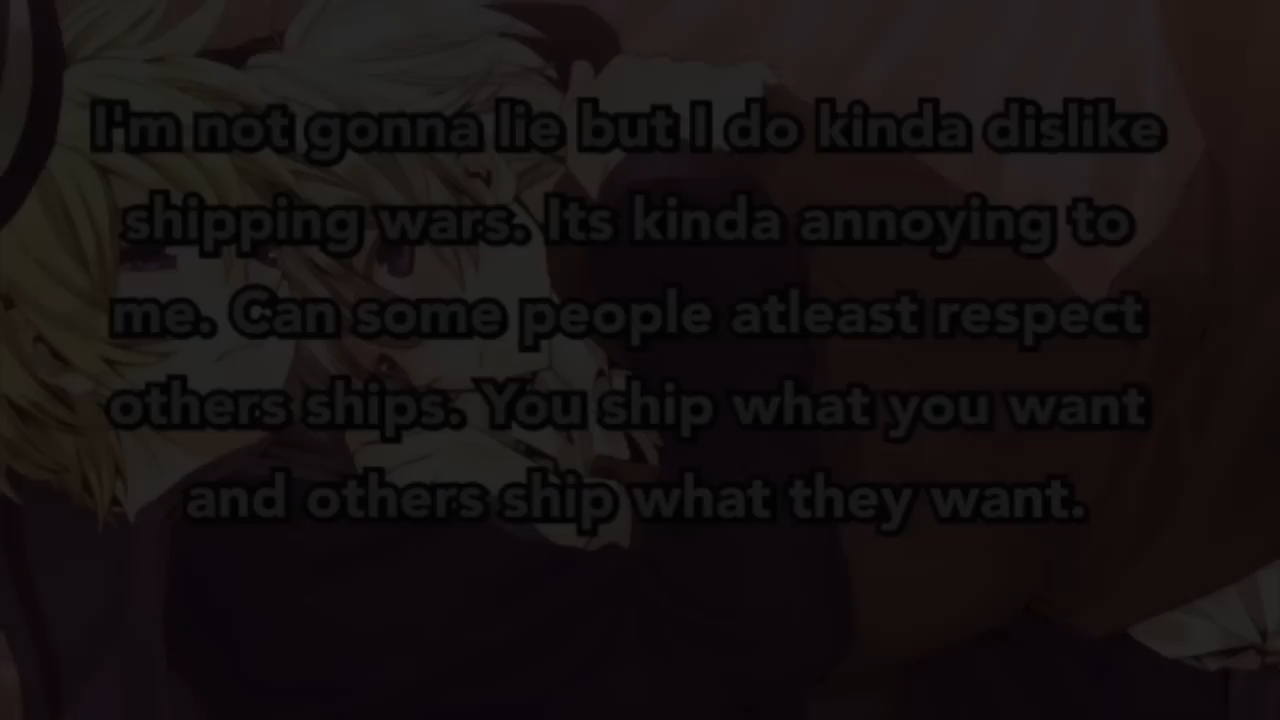 I'm not gonna lie but I do kinda dislike
shipping wars. Its kinda annoying to
me. Can some people atleast respect
others ships. You ship what you want
and others ship what they want.